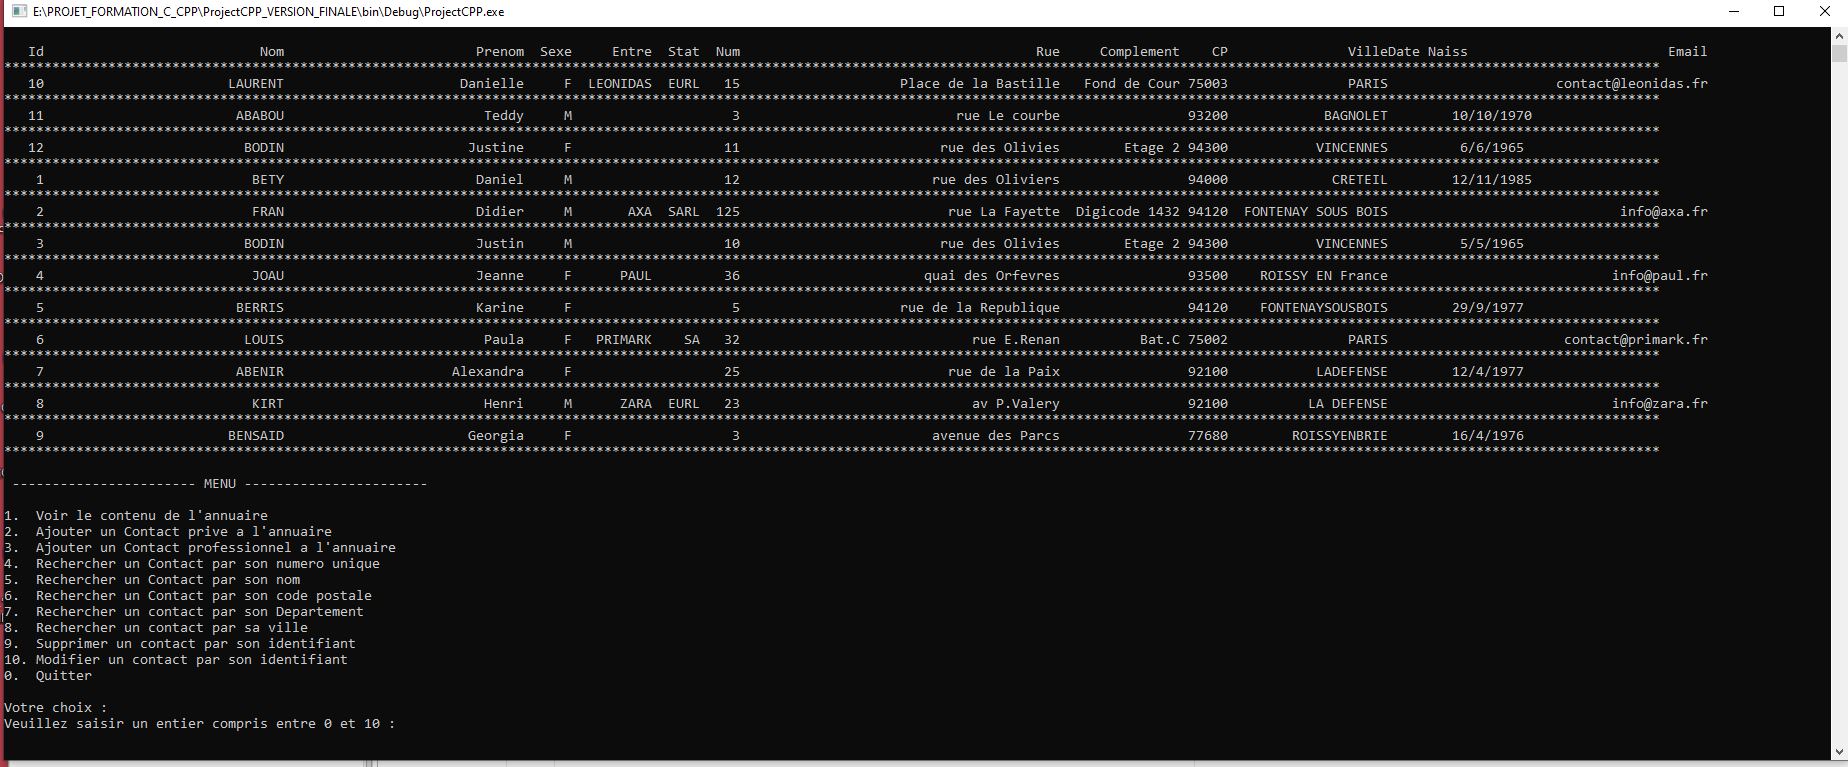 E:\PROJET_FORMATION_C_CPP\ProjectCPP_VERSION_FINALE\bin\Debug\ProjectCPP.exe
Id Nom Prenom Sexe Entre Stat Num Rue Complement CP VilleDate Naiss Email
10 LAURENT Danielle F LEONIDAS EURL 15 Place de la Bastille Fond de Cour 75003 PARIS contact@leonidas.fr
11 ABABOU Teddy M 3 rue Le courbe 93200 BAGNOLET 10/10/1970
12 BODIN Justine F 11 rue des Olivies Etage 2 94300 VINCENNES 6/6/1965
1 BETY Daniel M 12 rue des Oliviers 94000 CRETEIL 12/11/1985
2 FRAN Didier M AXA SARL 125 rue La Fayette Digicode 1432 94120 FONTENAY SOUS BOIS info@axa.fr
3 BODIN Justin M 10 rue des Olivies Etage 2 94300 VINCENNES 5/5/1965
4 JOAU Jeanne F PAUL 36 quai des Orfevres 93500 ROISSY EN France info@paul.fr
5 BERRIS Karine F 5 rue de la Republique 94120 FONTENAYSOUSBOIS 29/9/1977
6 LOUIS Paula F PRIMARK SA 32 rue E.Renan Bat.C 75002 PARIS contact@primark.fr
7 ABENIR Alexandra F 25 rue de la Paix 92100 LADEFENSE 12/4/1977
8 KIRT Henri M ZARA EURL 23 av P.Valery 92100 LA DEFENSE info@zara.fr
9 BENSAID Georgia F 3 avenue des Parcs 77680 ROISSYENBRIE 16/4/1976
----------------------- MENU -----------------------
1. Voir le contenu de l'annuaire
2. Ajouter un Contact prive a l'annuaire
3. Ajouter un Contact professionnel a l'annuaire
4. Rechercher un Contact par son numero unique
5. Rechercher un Contact par son nom
6. Rechercher un Contact par son code postale
7. Rechercher un contact par son Departement
8. Rechercher un contact par sa ville
9. Supprimer un contact par son identifiant
10. Modifier un contact par son identifiant
0. Quitter
Votre choix :
Veuillez saisir un entier compris entre 0 et 10 :